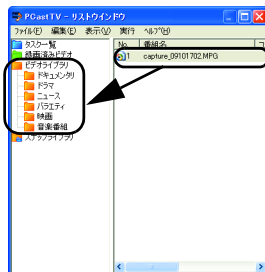 PCastTV - リストウインドウ
ファイル(F) 編集(E) 表示(V) 実行 ヘルプ(H)
タスク一覧
録画済みビデオ
ビデオライブラリ
ドキュメンタリ
ドラマ
ニュース
バラエティ
映画
音楽番組
スナップライブラリ
No. 番組名
1 capture_09101702.MPG